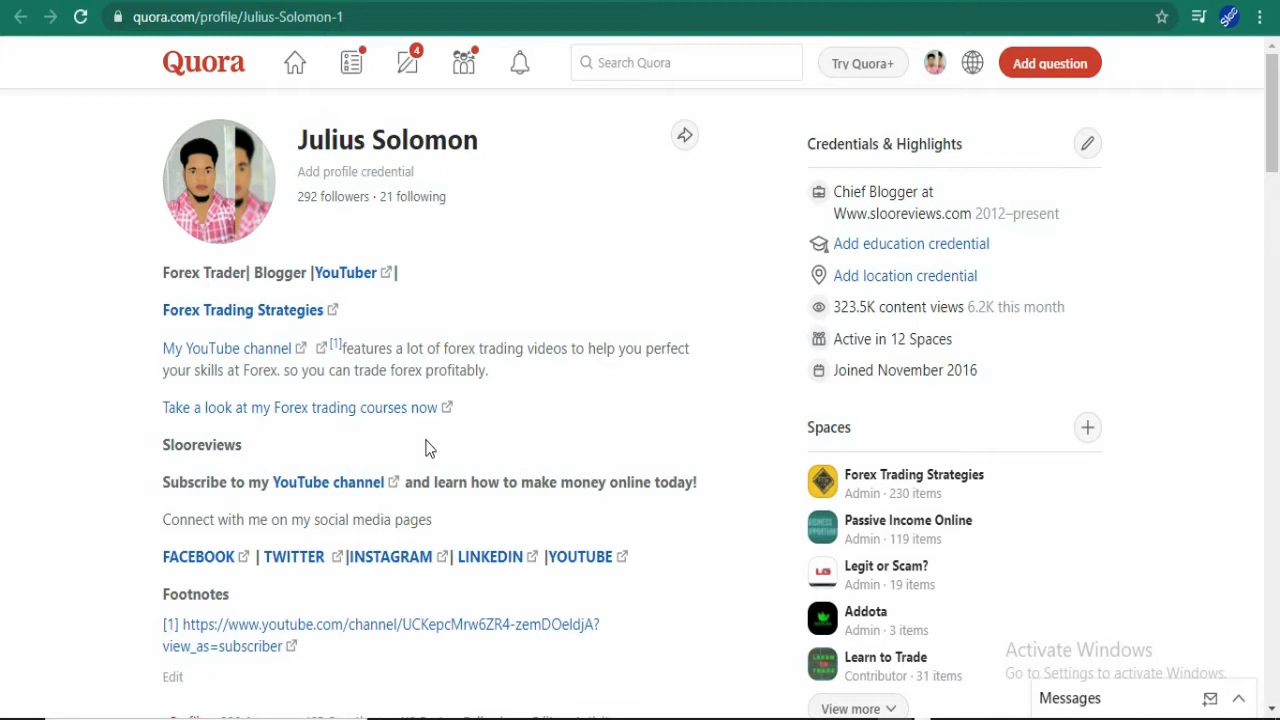 quora.com/profile/Julius-Solomon-1
Quora
4
Search Quora
Try Quora+
Add question
Julius Solomon
Add profile credential
292 followers · 21 following
Forex Trader| Blogger |YouTuber |
Forex Trading Strategies
My YouTube channel [1]features a lot of forex trading videos to help you perfect
your skills at Forex. so you can trade forex profitably.
Take a look at my Forex trading courses now
Slooreviews
Subscribe to my YouTube channel and learn how to make money online today!
Connect with me on my social media pages
FACEBOOK | TWITTER |INSTAGRAM | LINKEDIN |YOUTUBE
Footnotes
[1] https://www.youtube.com/channel/UCKepcMrw6ZR4-zemDOeIdjA?
view_as=subscriber
Edit
Credentials & Highlights
Chief Blogger at
Www.slooreviews.com 2012–present
Add education credential
Add location credential
323.5K content views 6.2K this month
Active in 12 Spaces
Joined November 2016
Spaces
Forex Trading Strategies
Admin · 230 items
Passive Income Online
Admin · 119 items
Legit or Scam?
Admin · 19 items
Addota
Admin · 3 items
Learn to Trade
Contributor · 31 items
View more
Activate Windows
Go to Settings to activate Windows.
Messages